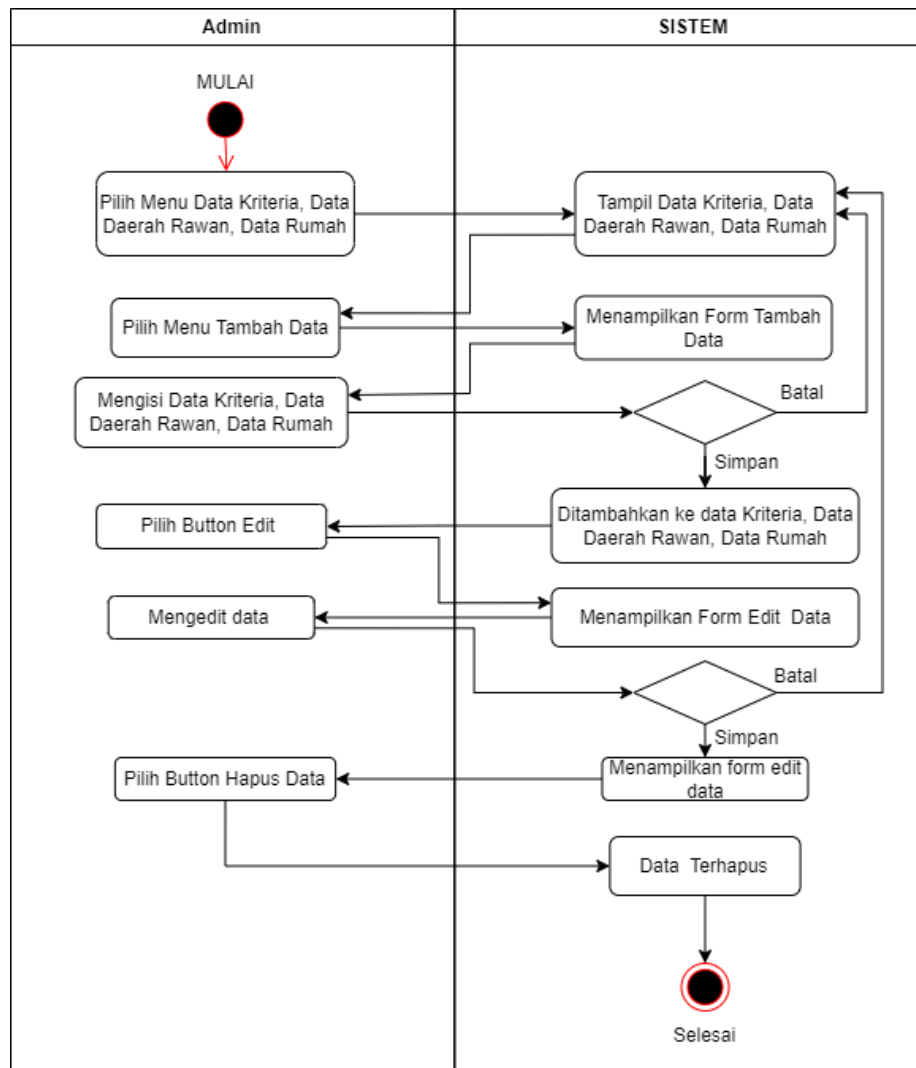 Admin
SISTEM
MULAI
Pilih Menu Data Kriteria, Data
Daerah Rawan, Data Rumah
Tampil Data Kriteria, Data
Daerah Rawan, Data Rumah
Pilih Menu Tambah Data
Menampilkan Form Tambah
Data
Mengisi Data Kriteria, Data
Daerah Rawan, Data Rumah
Batal
Simpan
Ditambahkan ke data Kriteria, Data
Daerah Rawan, Data Rumah
Pilih Button Edit
Menampilkan Form Edit Data
Mengedit data
Batal
Simpan
Menampilkan form edit
data
Pilih Button Hapus Data
Data Terhapus
Selesai